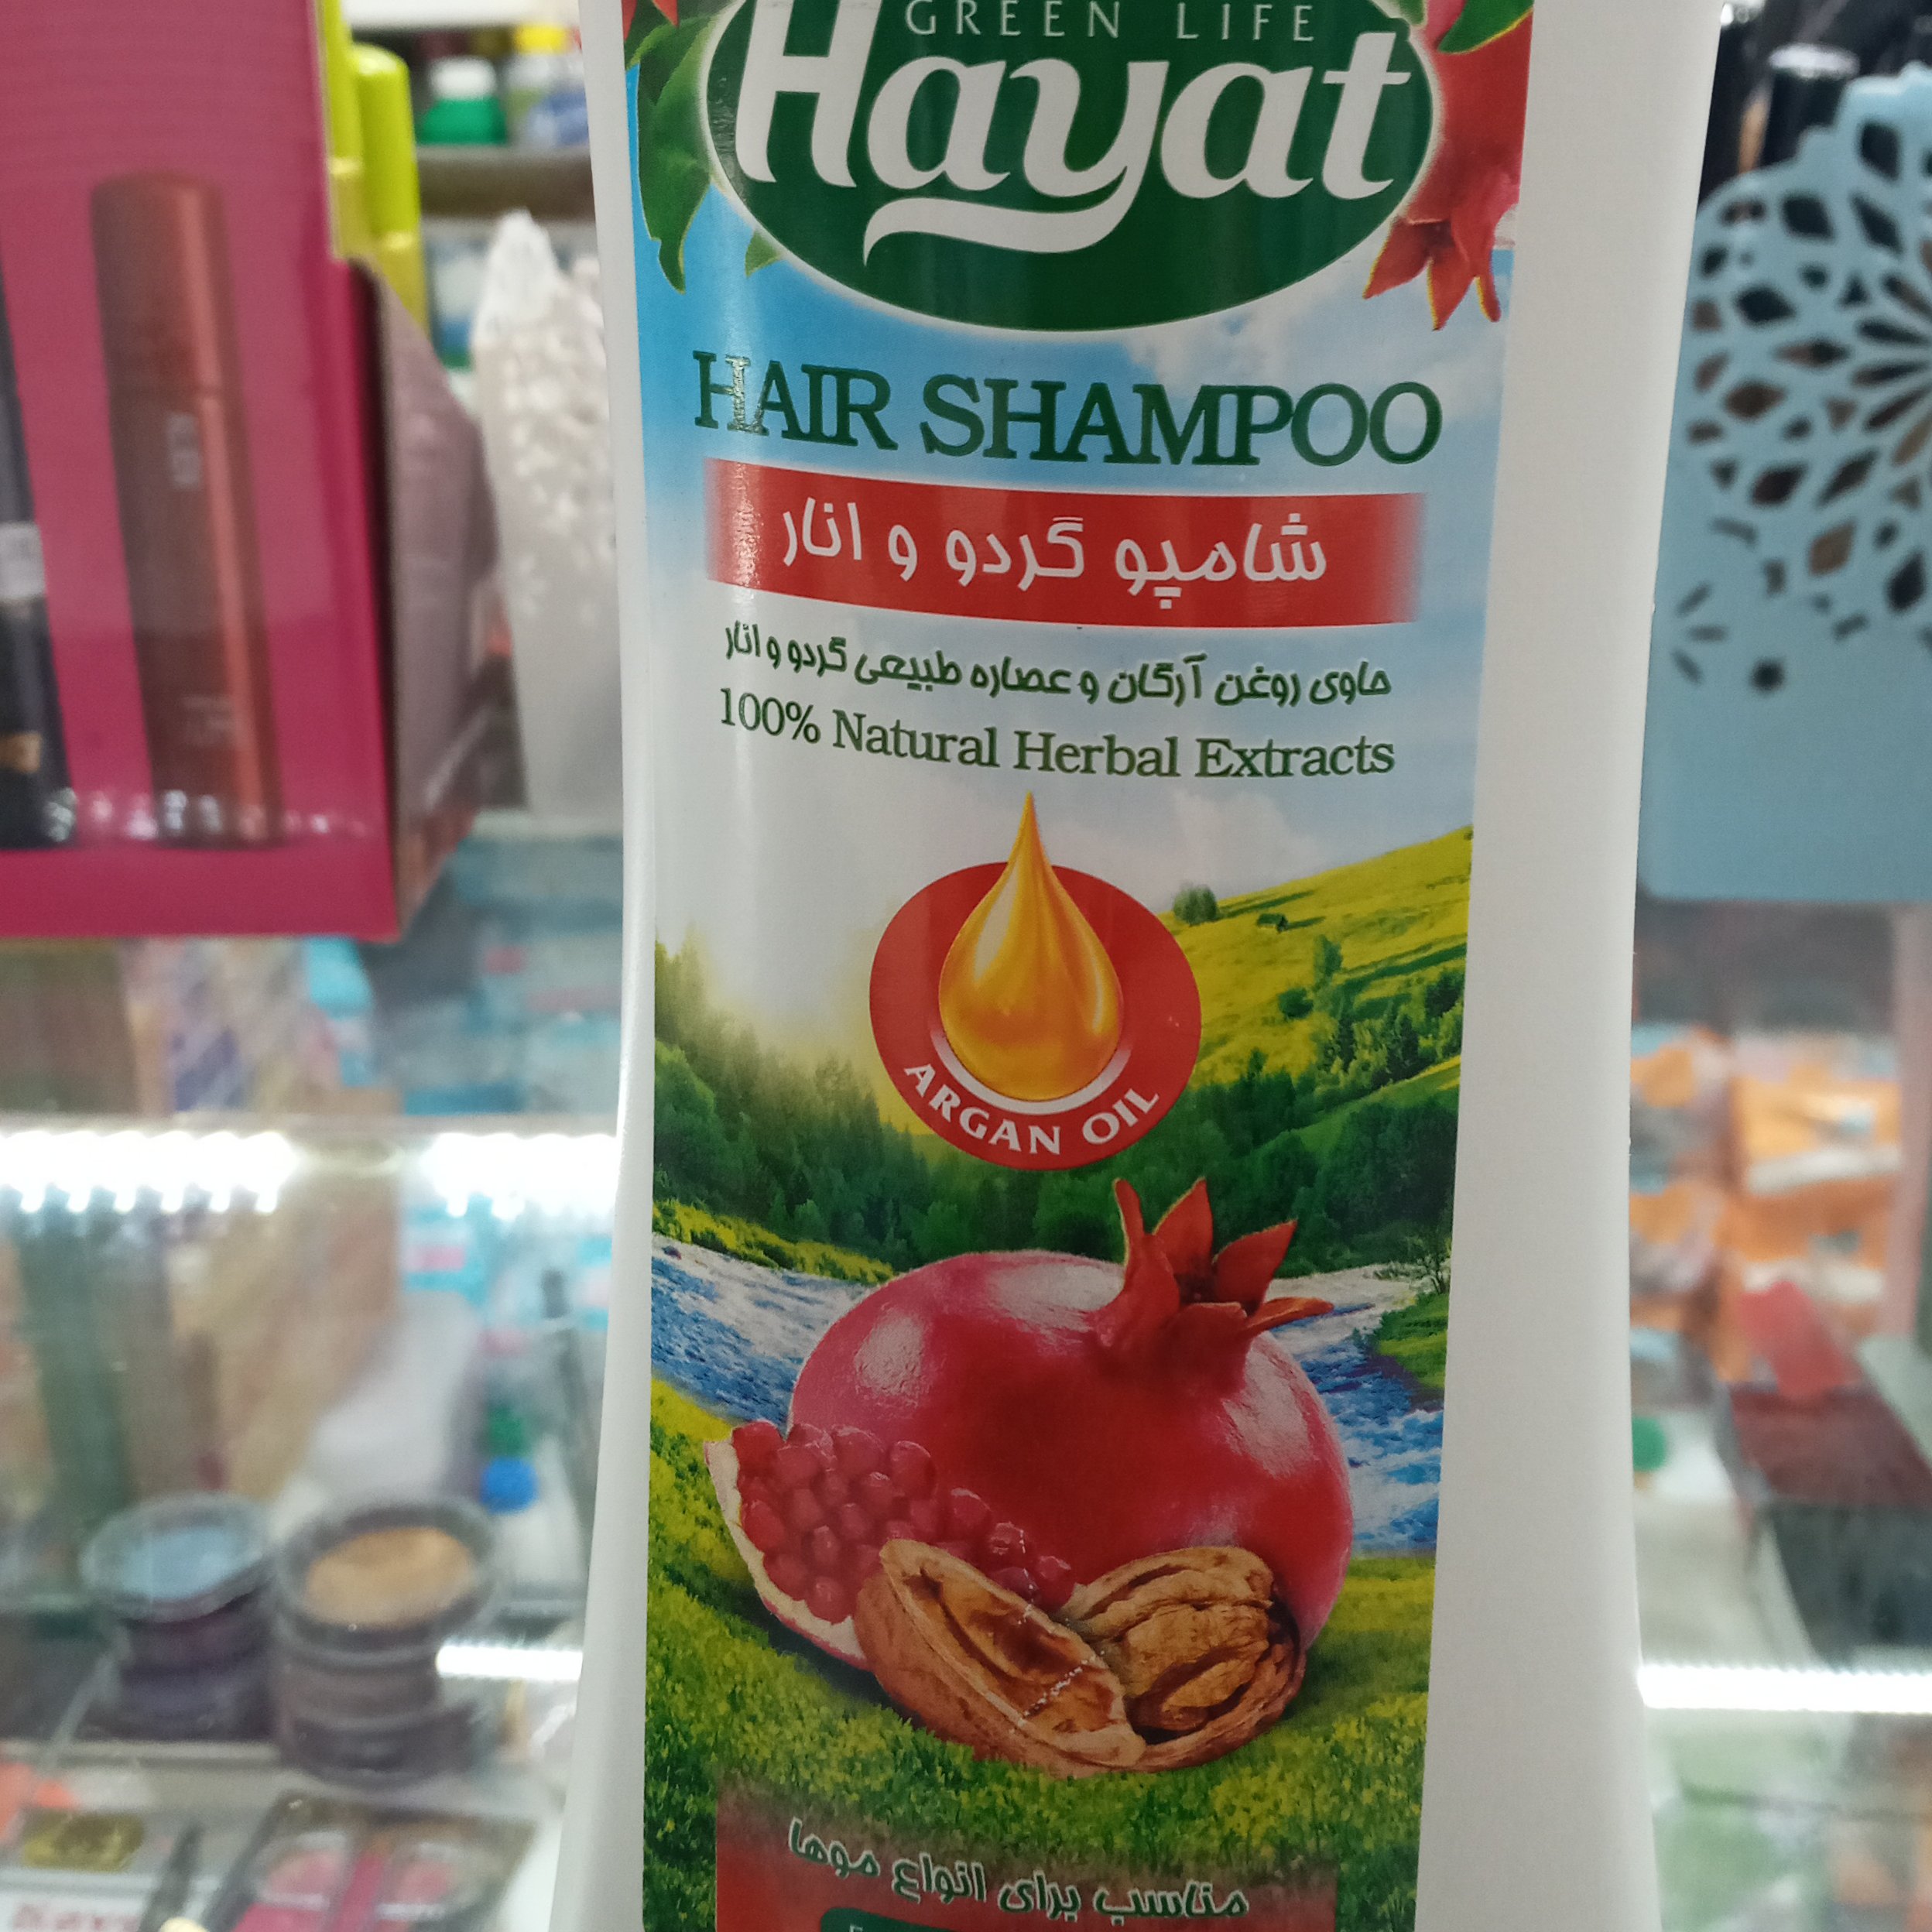 GREEN LIFE
Hayat
HAIR SHAMPOO
شامپو گردو و انار
حاوی روغن آرگان و عصاره طبیعی گردو و انار
100% Natural Herbal Extracts
ARGAN OIL
مناسب برای انواع موها